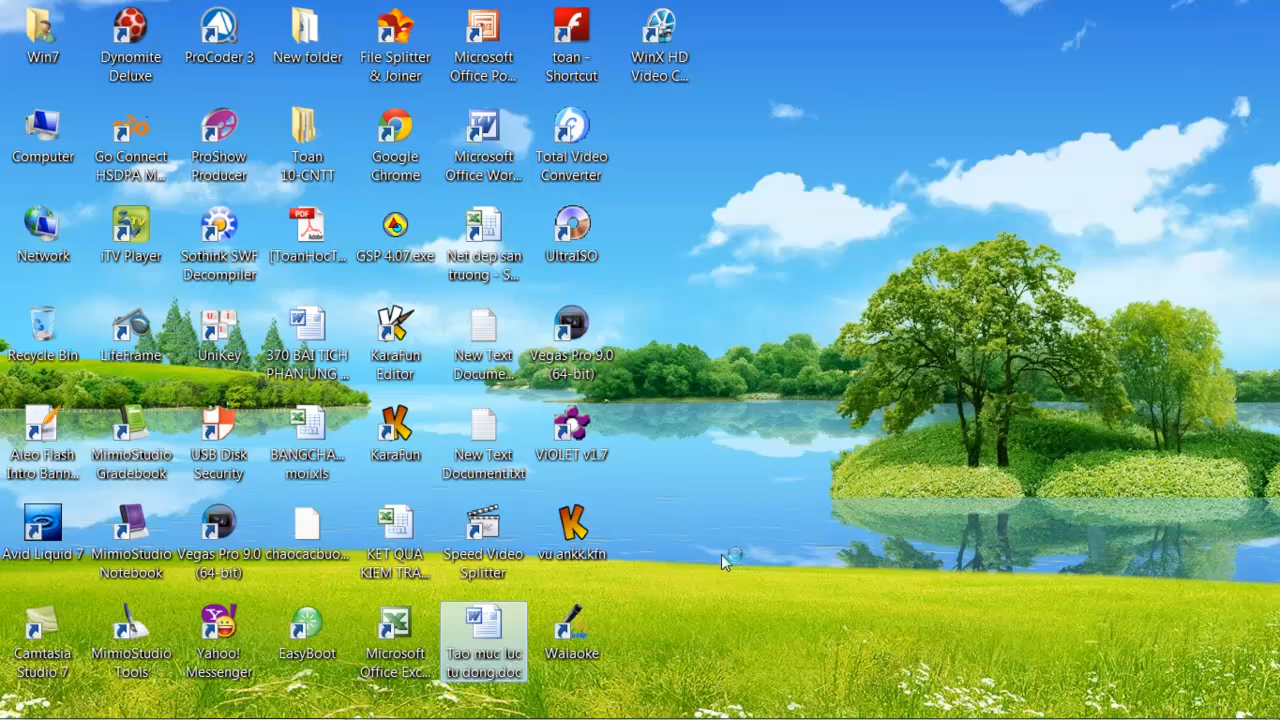 Win7
Dynomite
Deluxe
ProCoder 3
New folder
File Splitter
& Joiner
Microsoft
Office Po...
toan -
Shortcut
WinX HD
Video C...
Computer
Go Connect
HSDPA M...
ProShow
Producer
Toan
10-CNTT
Google
Chrome
Microsoft
Office Wor...
Total Video
Converter
Network
iTV Player
Sothink SWF
Decompiler
[ToanHocT...
GSP 4.07.exe
Net dep san
truong - S...
UltraISO
Recycle Bin
LifeFrame
UniKey
370 BAI TICH
PHAN UNG ...
KaraFun
Editor
New Text
Docume...
Vegas Pro 9.0
(64-bit)
Aleo Flash
Intro Bann...
MimioStudio
Gradebook
USB Disk
Security
BANGCHA...
moi.xls
KaraFun
New Text
Document.txt
ViOLET v1.7
Avid Liquid 7
MimioStudio
Notebook
Vegas Pro 9.0
(64-bit)
chaocacbuo...
KET QUA
KIEM TRA...
Speed Video
Splitter
vu ankk.kfn
Camtasia
Studio 7
MimioStudio
Tools
Yahoo!
Messenger
EasyBoot
Microsoft
Office Exc...
Tao muc luc
tu dong.doc
Walaoke